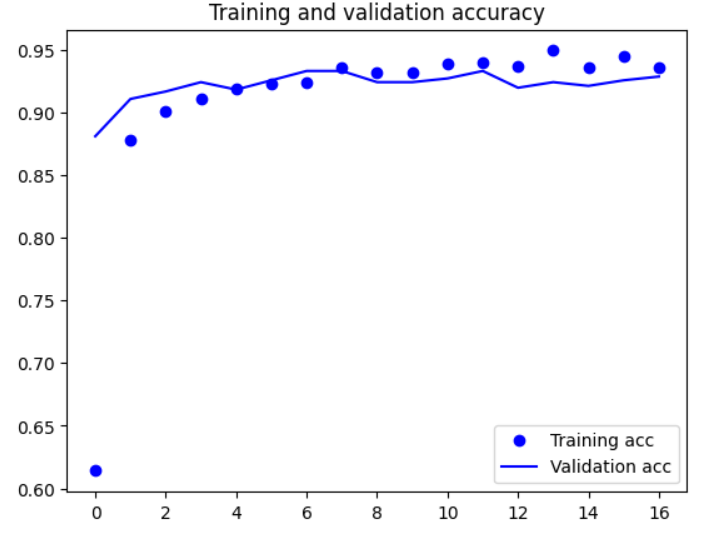 Training and validation accuracy
0.95
0.90
0.85
0.80
0.75
0.70
0.65
0.60
Training acc
Validation acc
0 2 4 6 8 10 12 14 16